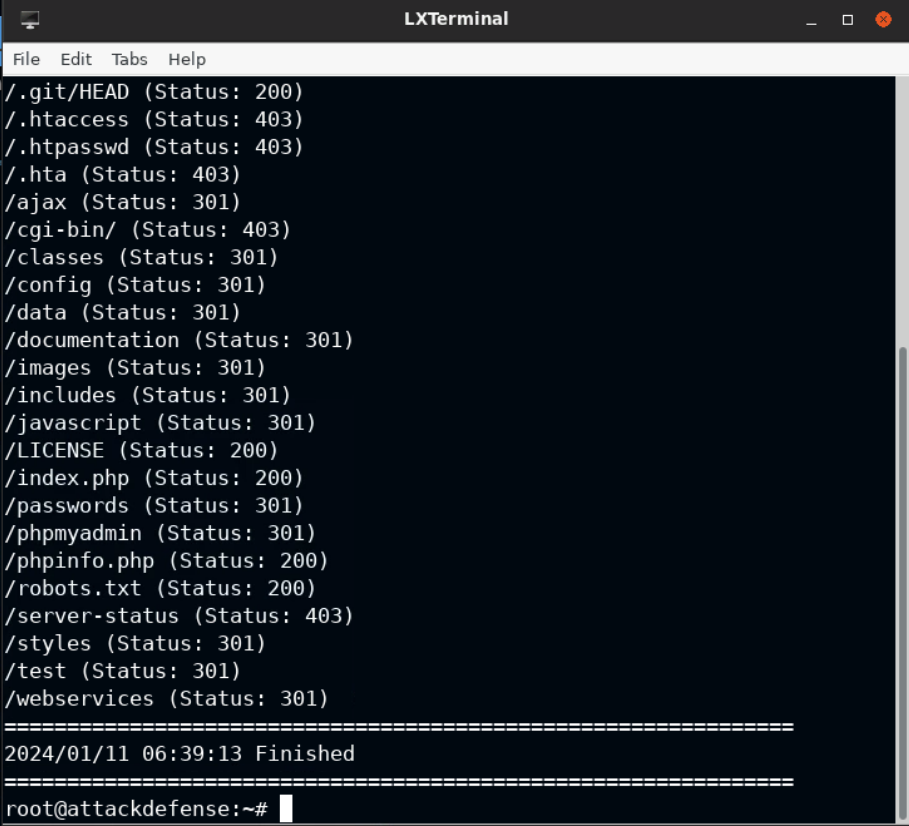 LXTerminal
File Edit Tabs Help
/.git/HEAD (Status: 200)
/.htaccess (Status: 403)
/.htpasswd (Status: 403)
/.hta (Status: 403)
/ajax (Status: 301)
/cgi-bin/ (Status: 403)
/classes (Status: 301)
/config (Status: 301)
/data (Status: 301)
/documentation (Status: 301)
/images (Status: 301)
/includes (Status: 301)
/javascript (Status: 301)
/LICENSE (Status: 200)
/index.php (Status: 200)
/passwords (Status: 301)
/phpmyadmin (Status: 301)
/phpinfo.php (Status: 200)
/robots.txt (Status: 200)
/server-status (Status: 403)
/styles (Status: 301)
/test (Status: 301)
/webservices (Status: 301)
===============================================================
2024/01/11 06:39:13 Finished
===============================================================
root@attackdefense:~#